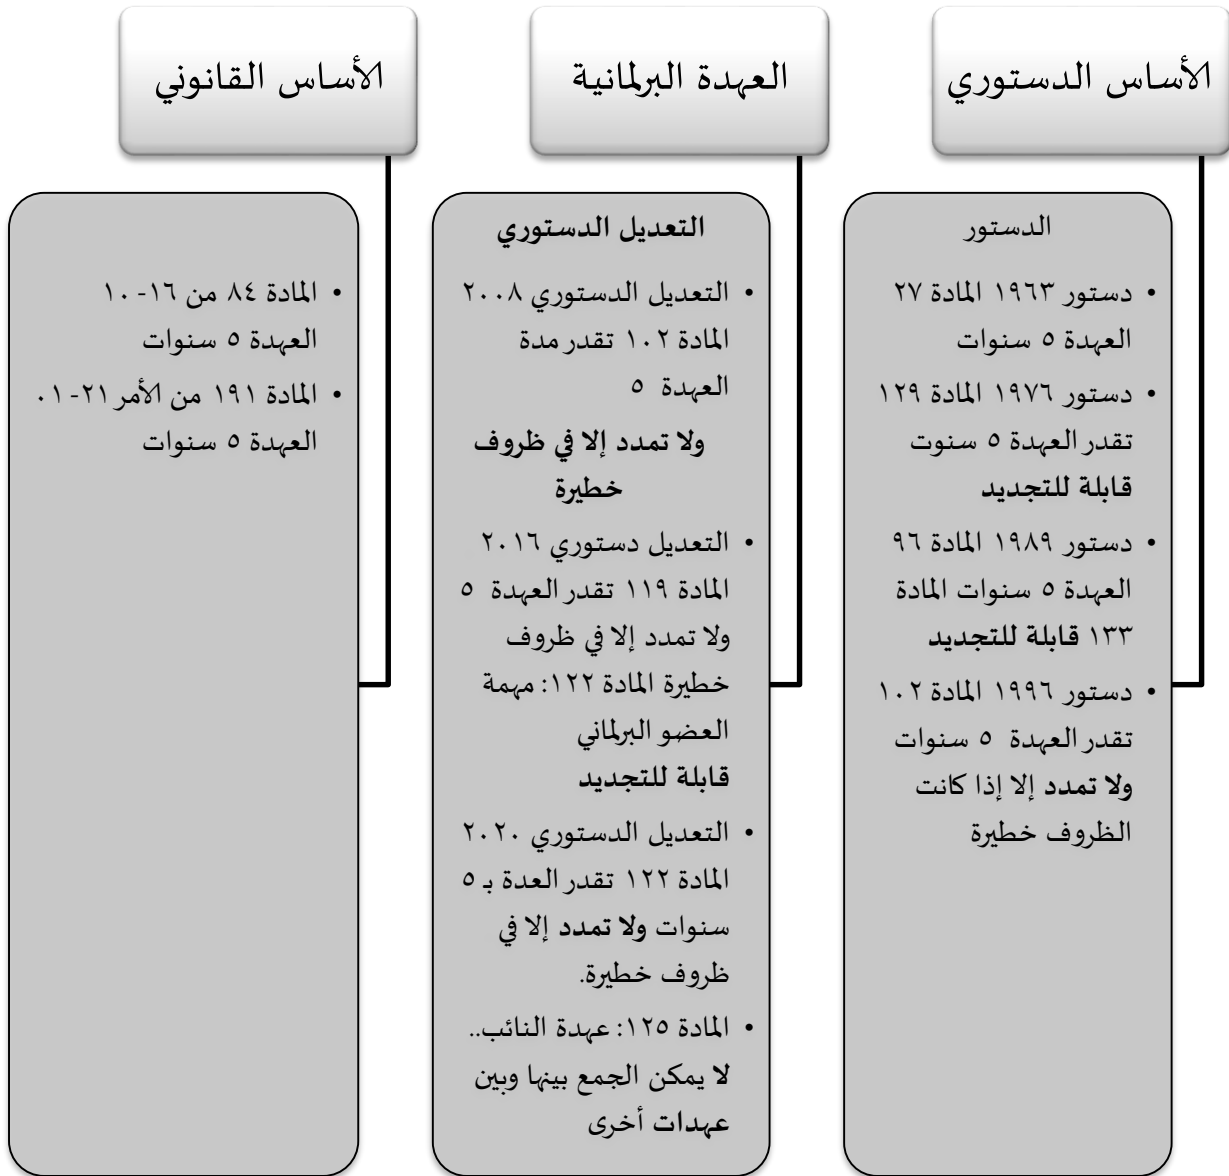 الأساس الدستوري
العهدة البرلمانية
الأساس القانوني
الدستور
• دستور ١٩٦٣ المادة ٢٧
العهدة ٥ سنوات
• دستور ١٩٧٦ المادة ١٢٩
تقدر العهدة ٥ سنوت
قابلة للتجديد
• دستور ١٩٨٩ المادة ٩٦
العهدة ٥ سنوات المادة
١٣٣ قابلة للتجديد
• دستور ١٩٩٦ المادة ١٠٢
تقدر العهدة ٥ سنوات
ولا تمدد إلا إذا كانت
الظروف خطيرة
التعديل الدستوري
• التعديل الدستوري ٢٠٠٨
المادة ١٠٢ تقدر مدة
العهدة ٥
ولا تمدد إلا في ظروف
خطيرة
• التعديل دستوري ٢٠١٦
المادة ١١٩ تقدر العهدة ٥
ولا تمدد إلا في ظروف
خطيرة المادة ١٢٢: مهمة
العضو البرلماني
قابلة للتجديد
• التعديل الدستوري ٢٠٢٠
المادة ١٢٢ تقدر العدة بـ ٥
سنوات ولا تمدد إلا في
ظروف خطيرة.
• المادة ١٢٥: عهدة النائب..
لا يمكن الجمع بينها وبين
عهدات أخرى
• المادة ٨٤ من ١٦-١٠
العهدة ٥ سنوات
• المادة ١٩١ من الأمر ٢١-٠١
العهدة ٥ سنوات